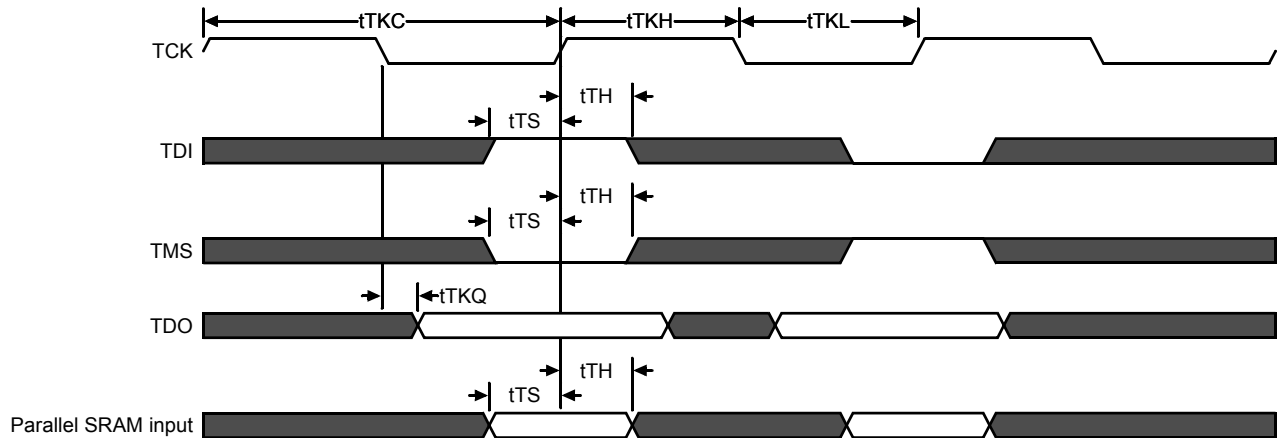 tTKC tTKH tTKL
TCK
tTH
tTS
TDI
tTH
tTS
TMS
tTKQ
TDO
tTH
tTS
Parallel SRAM input